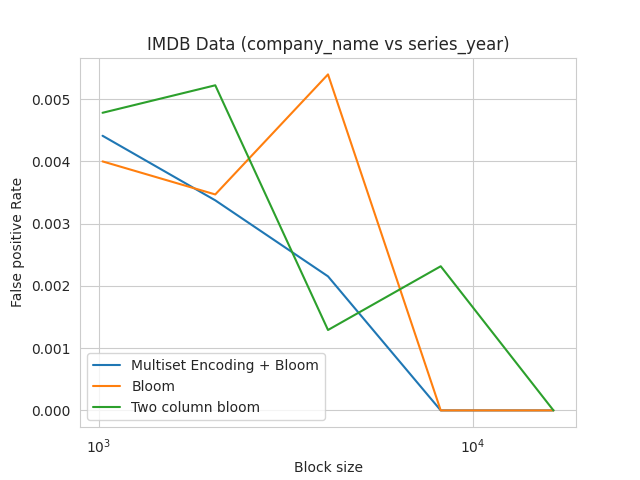 IMDB Data (company_name vs series_year)
False positive Rate
0.005
0.004
0.003
0.002
0.001
0.000
Multiset Encoding + Bloom
Bloom
Two column bloom
10³
10⁴
Block size